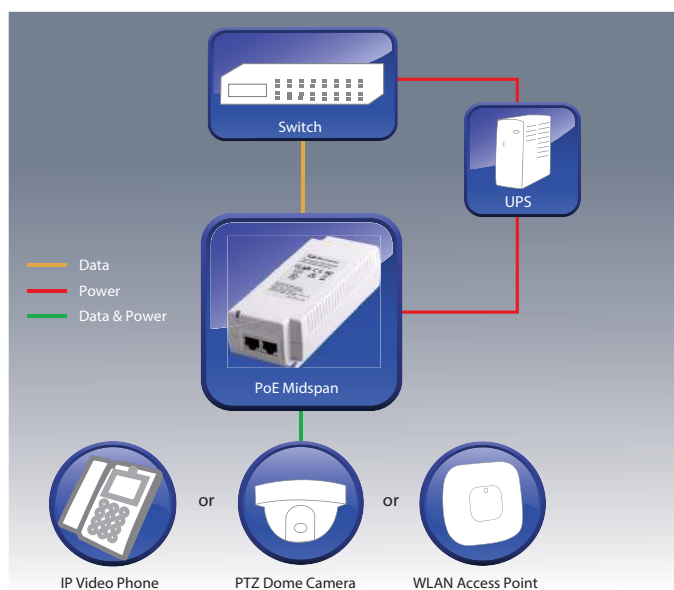 Switch
UPS
Data
Power
Data & Power
PoE Midspan
or
or
IP Video Phone
PTZ Dome Camera
WLAN Access Point